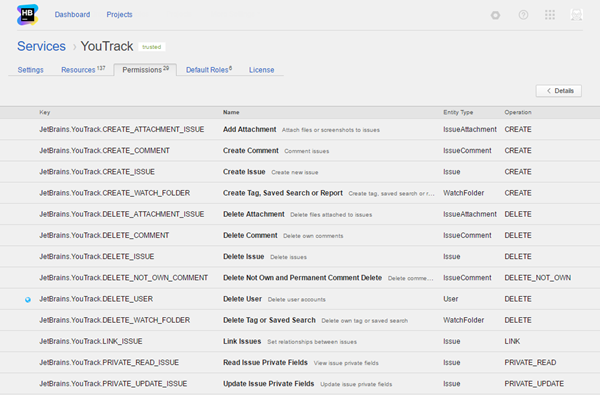 HB
Dashboard Projects
Services › YouTrack trusted
Settings Resources 137 Permissions 29 Default Roles 6 License
Details
Key Name Entity Type Operation
JetBrains.YouTrack.CREATE_ATTACHMENT_ISSUE Add Attachment Attach files or screenshots to issues IssueAttachment CREATE
JetBrains.YouTrack.CREATE_COMMENT Create Comment Comment issues IssueComment CREATE
JetBrains.YouTrack.CREATE_ISSUE Create Issue Create new issue Issue CREATE
JetBrains.YouTrack.CREATE_WATCH_FOLDER Create Tag, Saved Search or Report Create tag, saved search or r... WatchFolder CREATE
JetBrains.YouTrack.DELETE_ATTACHMENT_ISSUE Delete Attachment Delete files attached to issues IssueAttachment DELETE
JetBrains.YouTrack.DELETE_COMMENT Delete Comment Delete own comments IssueComment DELETE
JetBrains.YouTrack.DELETE_ISSUE Delete Issue Delete issues Issue DELETE
JetBrains.YouTrack.DELETE_NOT_OWN_COMMENT Delete Not Own and Permanent Comment Delete Delete comme... IssueComment DELETE_NOT_OWN
JetBrains.YouTrack.DELETE_USER Delete User Delete user accounts User DELETE
JetBrains.YouTrack.DELETE_WATCH_FOLDER Delete Tag or Saved Search Delete own tag or saved search WatchFolder DELETE
JetBrains.YouTrack.LINK_ISSUE Link Issues Set relationships between issues Issue LINK
JetBrains.YouTrack.PRIVATE_READ_ISSUE Read Issue Private Fields View issue private fields Issue PRIVATE_READ
JetBrains.YouTrack.PRIVATE_UPDATE_ISSUE Update Issue Private Fields Update issue private fields Issue PRIVATE_UPDATE